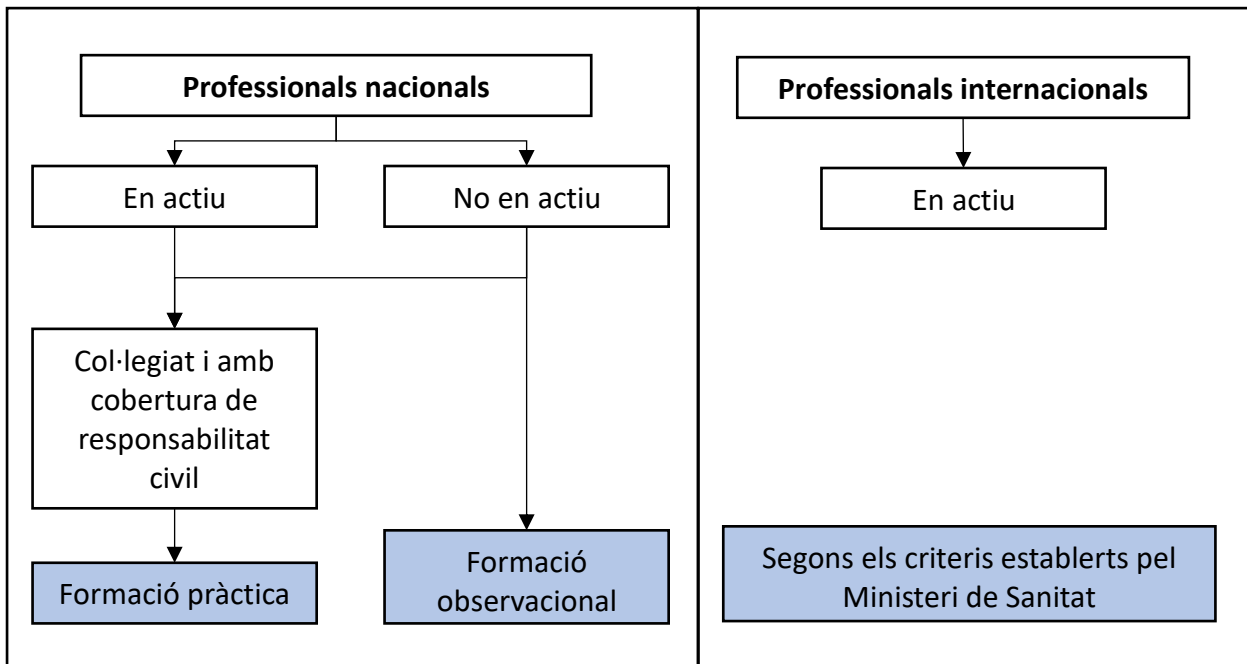 Professionals nacionals
En actiu
No en actiu
Col·legiat i amb
cobertura de
responsabilitat
civil
Formació pràctica
Formació
observacional
Professionals internacionals
En actiu
Segons els criteris establerts pel
Ministeri de Sanitat